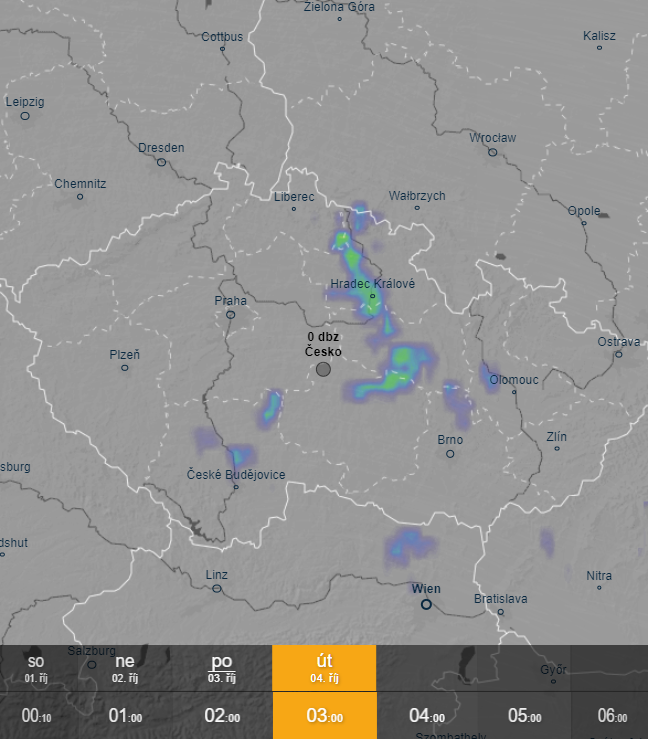 Zielona Góra
Cottbus
Kalisz
Leipzig
Wrocław
Dresden
Chemnitz
Liberec
Wałbrzych
Opole
Hradec Králové
Praha
0 dbz
Česko
Ostrava
Plzeň
Olomouc
Brno
Zlín
sburg
České Budějovice
dshut
Linz
Nitra
Wien
Bratislava
Salzburg
so
ne
po
út
01. říj
02. říj
03. říj
04. říj
Győr
00:10
01:00
02:00
03:00
04:00
05:00
06:00
Szombathely